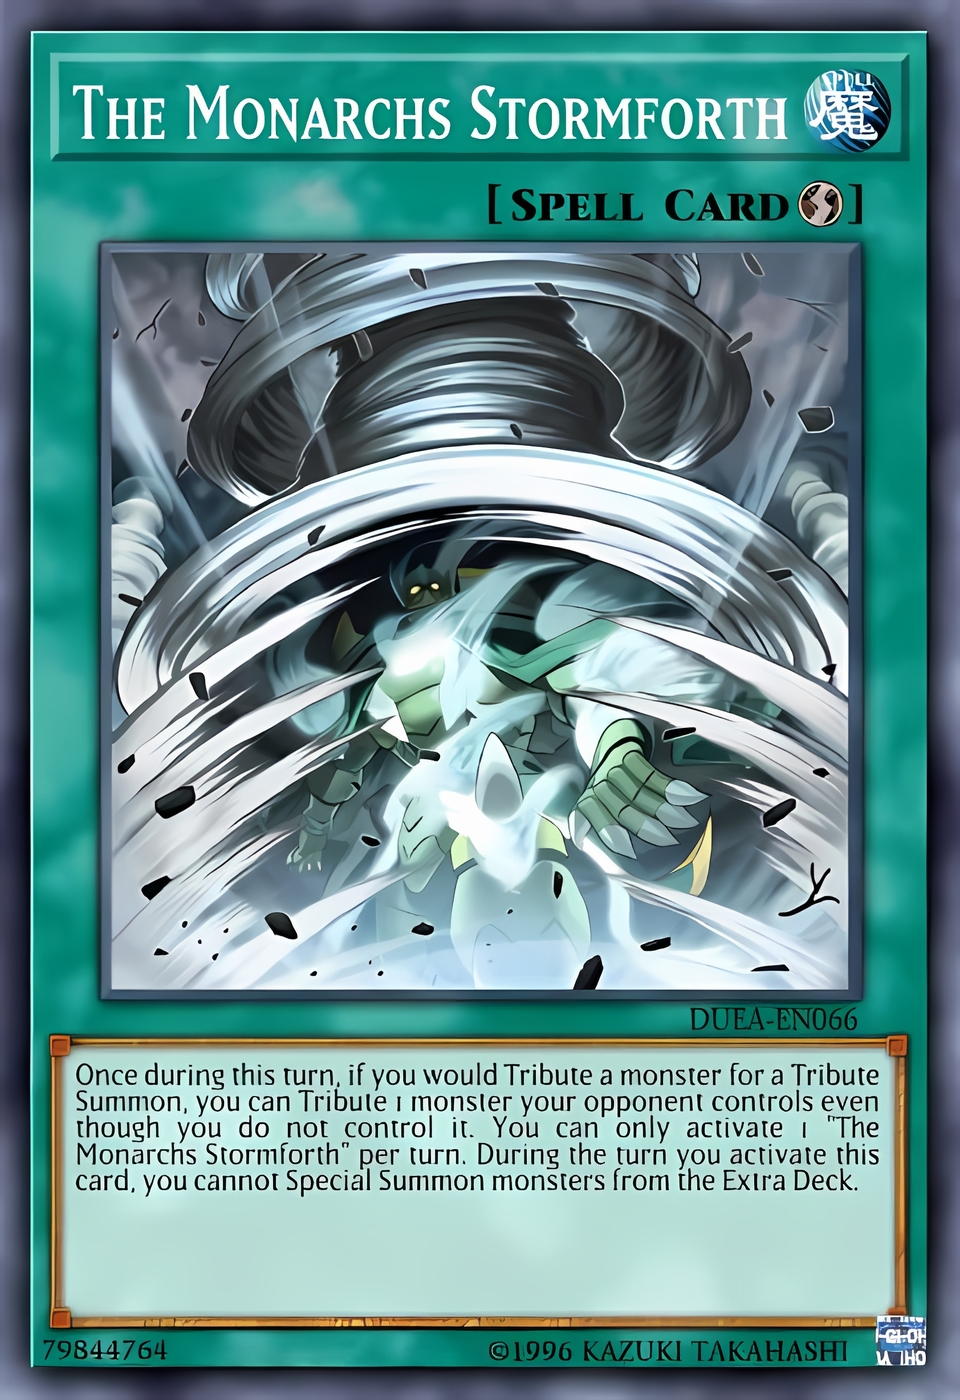 THE MONARCHS STORMFORTH 魔
[SPELL CARD]
DUEA-EN066
Once during this turn, if you would Tribute a monster for a Tribute
Summon, you can Tribute 1 monster your opponent controls even
though you do not control it. You can only activate 1 "The
Monarchs Stormforth" per turn. During the turn you activate this
card, you cannot Special Summon monsters from the Extra Deck.
79844764
©1996 KAZUKI TAKAHASHI